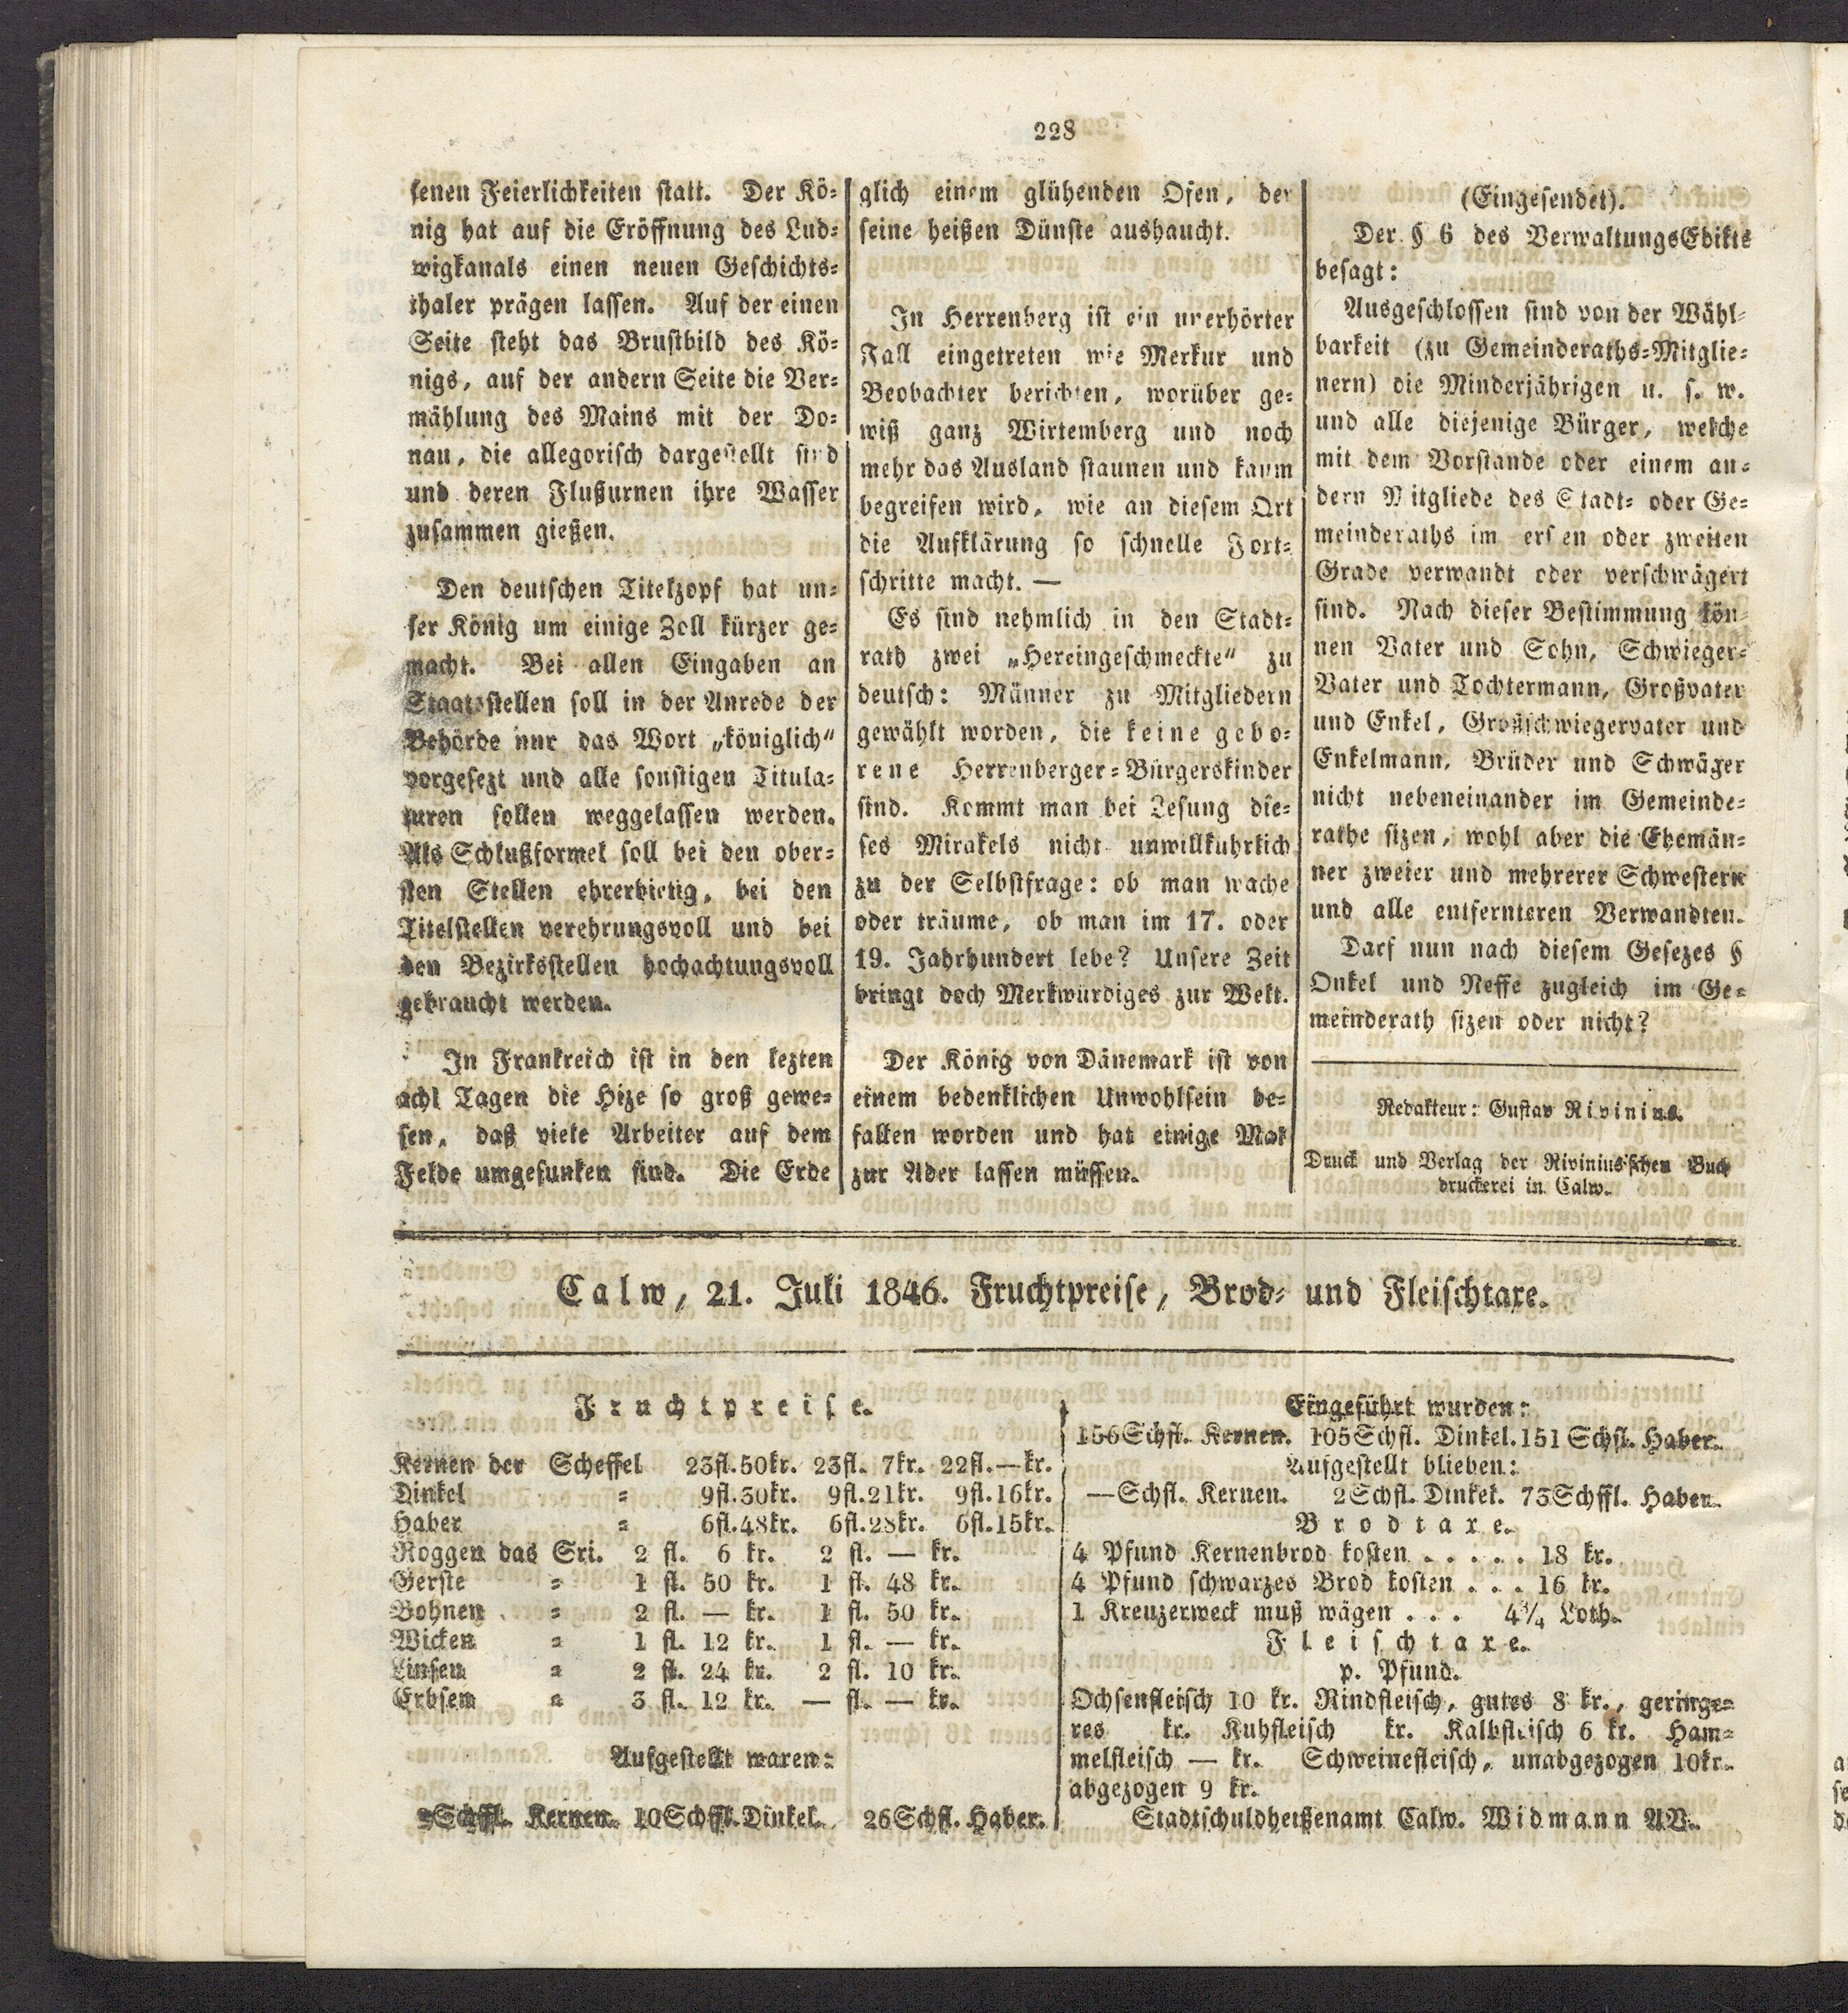 228
senen Feierlichkeiten statt. Der Kö-
nig hat auf die Eröffnung des Lud-
wigkanals einen neuen Geschichts-
thaler prägen lassen. Auf der einen
Seite steht das Brustbild des Kö-
nigs, auf der andern Seite die Ver-
mählung des Mains mit der Do-
nau, die allegorisch dargestellt sind
und deren Flußurnen ihre Wasser
zusammen gießen.
Den deutschen Titelzopf hat un-
ser König um einige Zoll kürzer ge-
macht. Bei allen Eingaben an
Staatsstellen soll in der Anrede der
Behörde nur das Wort „königlich“
vorgesezt und alle sonstigen Titula-
turen sollen weggelassen werden.
Als Schlußformel soll bei den ober-
sten Stellen ehrerbietig, bei den
Titelstellen verehrungsvoll und bei
den Bezirksstellen hochachtungsvoll
gebraucht werden.
In Frankreich ist in den lezten
acht Tagen die Hize so groß gewe-
sen, daß viele Arbeiter auf dem
Felde umgesunken sind. Die Erde
glich einem glühenden Ofen, der
seine heißen Dünste aushaucht.
In Herrenberg ist ein unerhörter
Fall eingetreten wie Merkur und
Beobachter berichten, worüber ge-
wiß ganz Wirtemberg und noch
mehr das Ausland staunen und kaum
begreifen wird, wie an diesem Ort
die Aufklärung so schnelle Fort-
schritte macht. —
Es sind nehmlich in den Stadt-
rath zwei „Hereingeschmeckte“ zu
deutsch: Männer zu Mitgliedern
gewählt worden, die keine gebo-
rene Herrenberger-Bürgerskinder
sind. Kommt man bei Lesung die-
ses Mirakels nicht unwillkuhrlich
zu der Selbstfrage: ob man wache
oder träume, ob man im 17. oder
19. Jahrhundert lebe? Unsere Zeit
bringt doch Merkwürdiges zur Welt.
Der König von Dänemark ist von
einem bedenklichen Unwohlsein be-
fallen worden und hat einige Mal
zur Ader lassen müssen.
(Eingesendet).
Der § 6 des VerwaltungsEdikts
besagt:
Ausgeschlossen sind von der Wähl-
barkeit (zu Gemeinderaths-Mitglie-
nern) die Minderjährigen u. s. w.
und alle diejenige Bürger, welche
mit dem Vorstande oder einem an-
dern Mitgliede des Stadt- oder Ge-
meinderaths im ersten oder zweiten
Grade verwandt oder verschwägert
sind. Nach dieser Bestimmung kön-
nen Vater und Sohn, Schwieger-
Vater und Tochtermann, Großvater
und Enkel, Großschwiegervater und
Enkelmann, Brüder und Schwäger
nicht nebeneinander im Gemeinde-
rathe sizen, wohl aber die Ehemän-
ner zweier und mehrerer Schwestern
und alle entfernteren Verwandten.
Darf nun nach diesem Gesezes §
Onkel und Neffe zugleich im Ge-
meinderath sizen oder nicht?
Redakteur: Gustav Rivinius.
Druck und Verlag der Rivinius'schen Buch
druckerei in Calw.
Calw, 21. Juli 1846. Fruchtpreise, Brod- und Fleischtaxe.
Fruchtpreise.
Kernen der Scheffel 23fl.50kr. 23fl. 7kr. 22fl.—kr.
Dinkel = 9fl.30kr. 9fl.21kr. 9fl.16kr.
Haber = 6fl.48kr. 6fl.28kr. 6fl.15kr.
Roggen das Sri. 2 fl. 6 kr. 2 fl. — kr.
Gerste = 1 fl. 50 kr. 1 fl. 48 kr.
Bohnen = 2 fl. — kr. 1 fl. 50 kr.
Wicken = 1 fl. 12 kr. 1 fl. — kr.
Linsen = 2 fl. 24 kr. 2 fl. 10 kr.
Erbsen = 3 fl. 12 kr. — fl. — kr.
Aufgestellt waren:
Schffl. Kernen. 10Schffl.Dinkel. 26Schfl.Haber.
Eingeführt wurden:
156Schfl. Kernen. 105Schfl. Dinkel.151Schfl.Haber.
Aufgestellt blieben:
—Schfl. Kernen. 2Schfl.Dinkel. 75Schffl. Haber.
Brodtaxe.
4 Pfund Kernenbrod kosten . . . . . 18 kr.
4 Pfund schwarzes Brod kosten . . . 16 kr.
1 Kreuzerweck muß wägen . . . 4¾ Loth.
Fleischtaxe.
p. Pfund.
Ochsenfleisch 10 kr. Rindfleisch, gutes 8 kr., geringe-
res kr. Kuhfleisch kr. Kalbfleisch 6 kr. Ham-
melfleisch — kr. Schweinefleisch, unabgezogen 10kr.
abgezogen 9 kr.
Stadtschuldheißenamt Calw. Widmann AV.